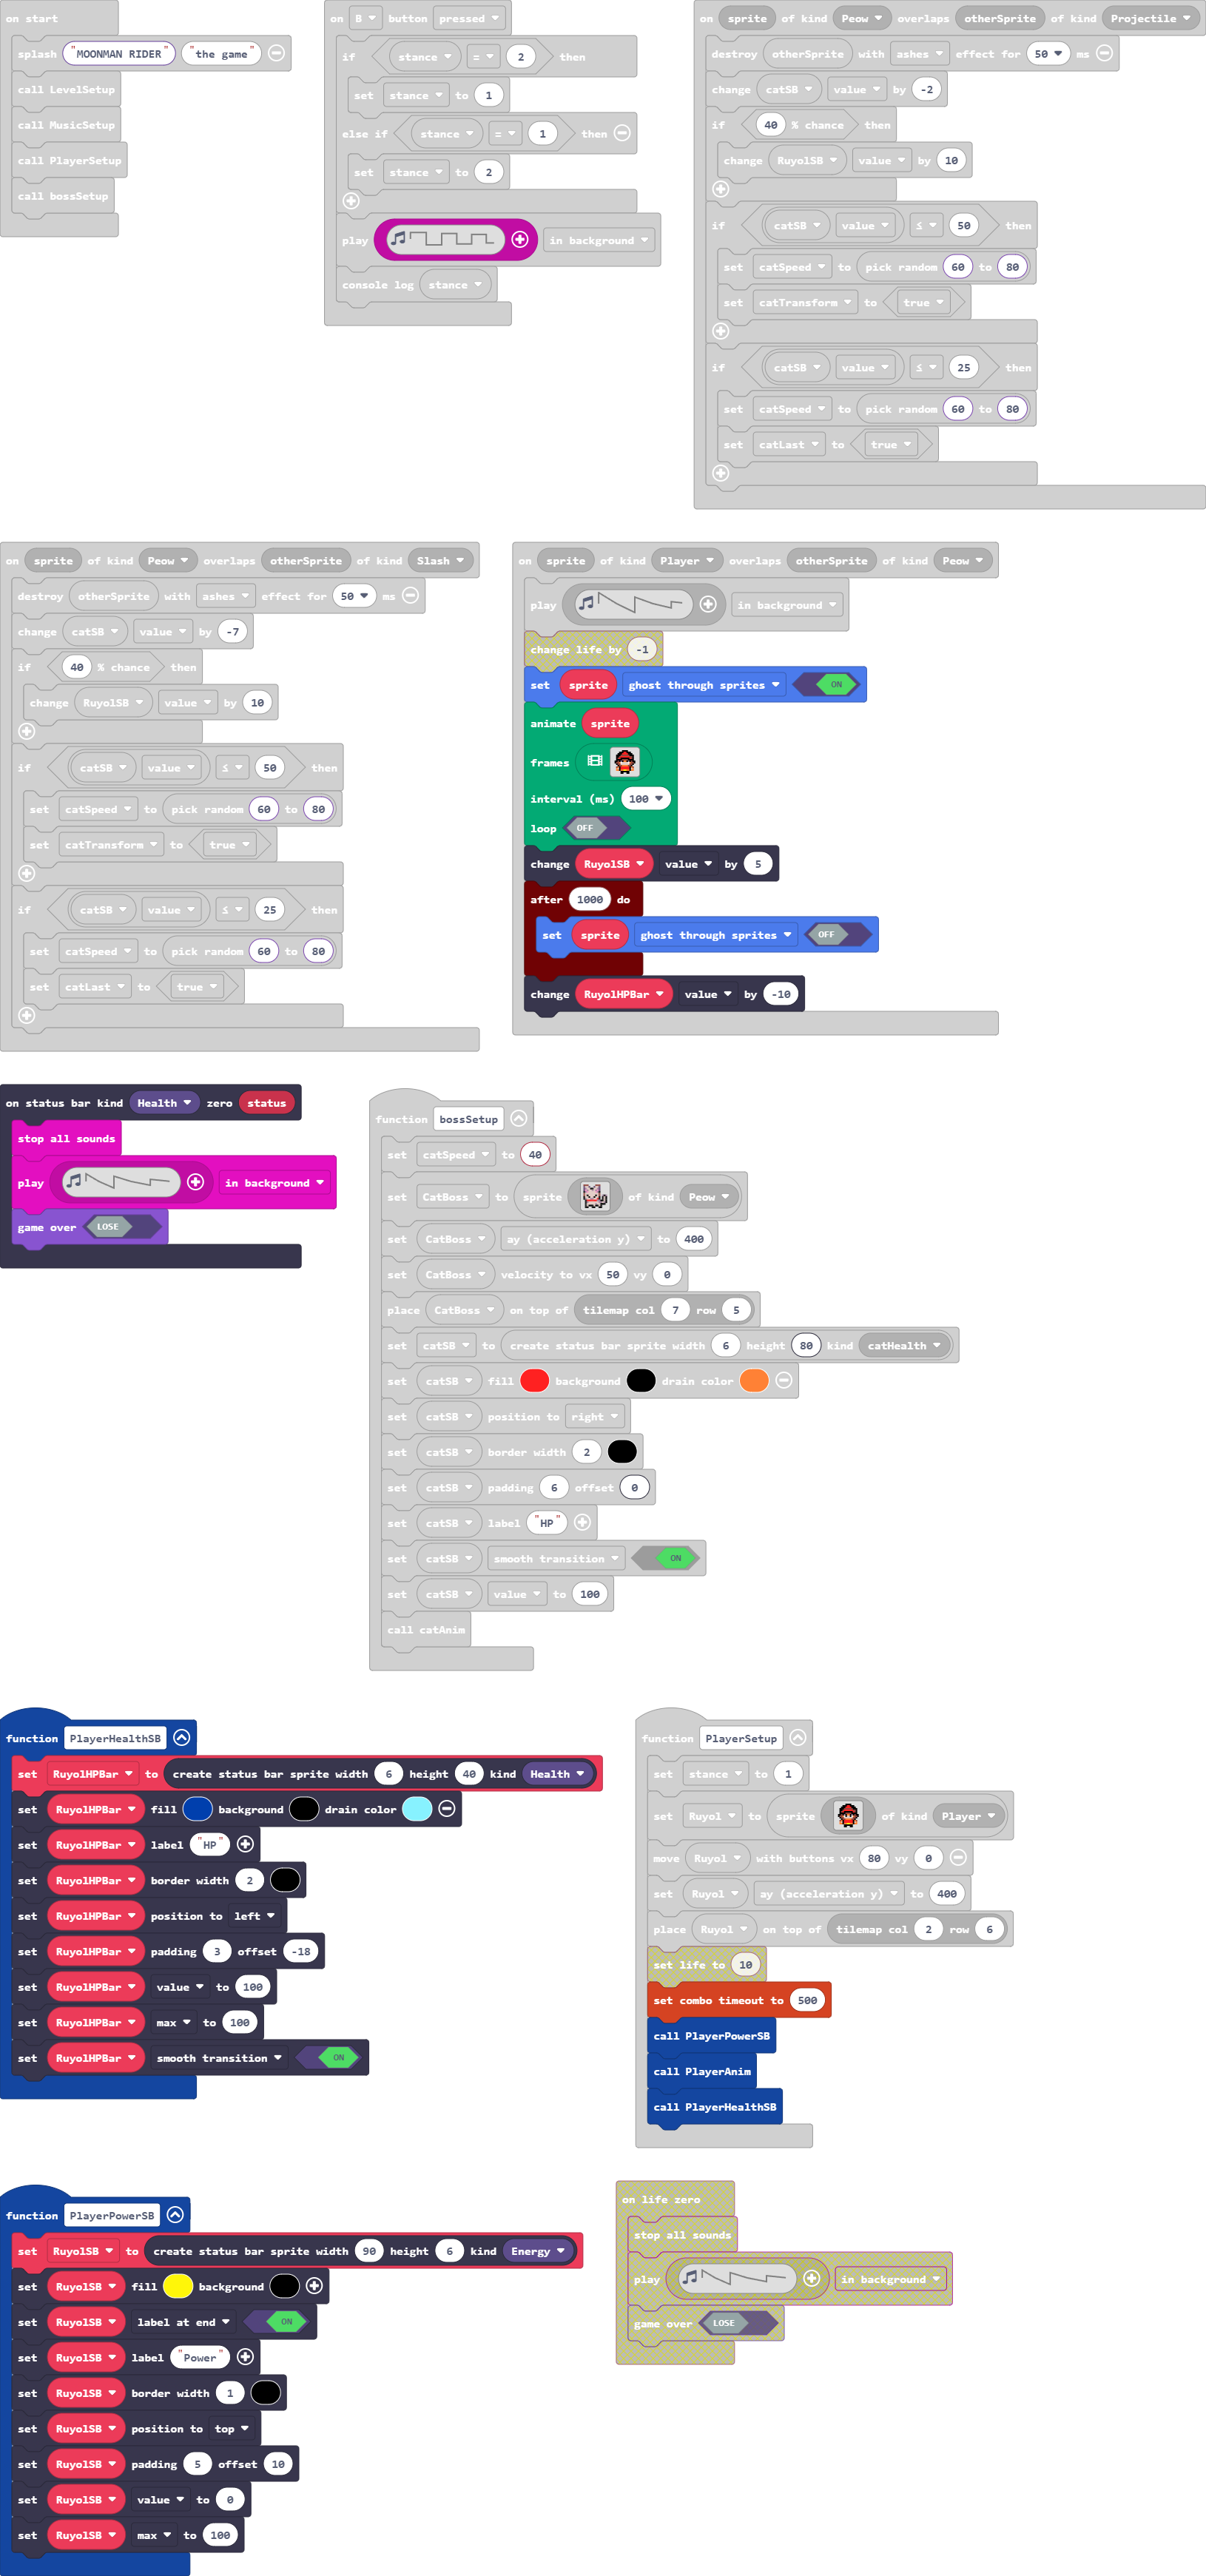 on start
splash "MOONMAN RIDER" "the game"
call LevelSetup
call MusicSetup
call PlayerSetup
call bossSetup
on B button pressed
if stance = 2 then
set stance to 1
else if stance = 1 then
set stance to 2
play in background
console log stance
on sprite of kind Peow overlaps otherSprite of kind Projectile
destroy otherSprite with ashes effect for 50 ms
change catSB value by -2
if 40 % chance then
change RuyolSB value by 10
if catSB value ≤ 50 then
set catSpeed to pick random 60 to 80
set catTransform to true
if catSB value ≤ 25 then
set catSpeed to pick random 60 to 80
set catLast to true
on sprite of kind Peow overlaps otherSprite of kind Slash
destroy otherSprite with ashes effect for 50 ms
change catSB value by -7
if 40 % chance then
change RuyolSB value by 10
if catSB value ≤ 50 then
set catSpeed to pick random 60 to 80
set catTransform to true
if catSB value ≤ 25 then
set catSpeed to pick random 60 to 80
set catLast to true
on sprite of kind Player overlaps otherSprite of kind Peow
play in background
change life by -1
set sprite ghost through sprites ON
animate sprite
frames
interval (ms) 100
loop OFF
change RuyolSB value by 5
after 1000 do
set sprite ghost through sprites OFF
change RuyolHPBar value by -10
on status bar kind Health zero status
stop all sounds
play in background
game over LOSE
function bossSetup
set catSpeed to 40
set CatBoss to sprite of kind Peow
set CatBoss ay (acceleration y) to 400
set CatBoss velocity to vx 50 vy 0
place CatBoss on top of tilemap col 7 row 5
set catSB to create status bar sprite width 6 height 80 kind catHealth
set catSB fill background drain color
set catSB position to right
set catSB border width 2
set catSB padding 6 offset 0
set catSB label "HP"
set catSB smooth transition ON
set catSB value to 100
call catAnim
function PlayerHealthSB
set RuyolHPBar to create status bar sprite width 6 height 40 kind Health
set RuyolHPBar fill background drain color
set RuyolHPBar label "HP"
set RuyolHPBar border width 2
set RuyolHPBar position to left
set RuyolHPBar padding 3 offset -18
set RuyolHPBar value to 100
set RuyolHPBar max to 100
set RuyolHPBar smooth transition ON
function PlayerSetup
set stance to 1
set Ruyol to sprite of kind Player
move Ruyol with buttons vx 80 vy 0
set Ruyol ay (acceleration y) to 400
place Ruyol on top of tilemap col 2 row 6
set life to 10
set combo timeout to 500
call PlayerPowerSB
call PlayerAnim
call PlayerHealthSB
function PlayerPowerSB
set RuyolSB to create status bar sprite width 90 height 6 kind Energy
set RuyolSB fill background
set RuyolSB label at end ON
set RuyolSB label "Power"
set RuyolSB border width 1
set RuyolSB position to top
set RuyolSB padding 5 offset 10
set RuyolSB value to 0
set RuyolSB max to 100
on life zero
stop all sounds
play in background
game over LOSE